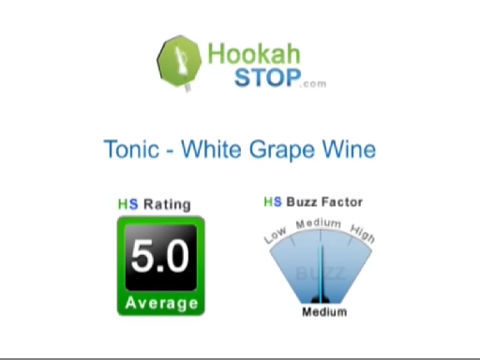 Hookah
STOP.com
Tonic - White Grape Wine
HS Rating
5.0
Average
HS Buzz Factor
Low Medium High
BUZZ
Medium